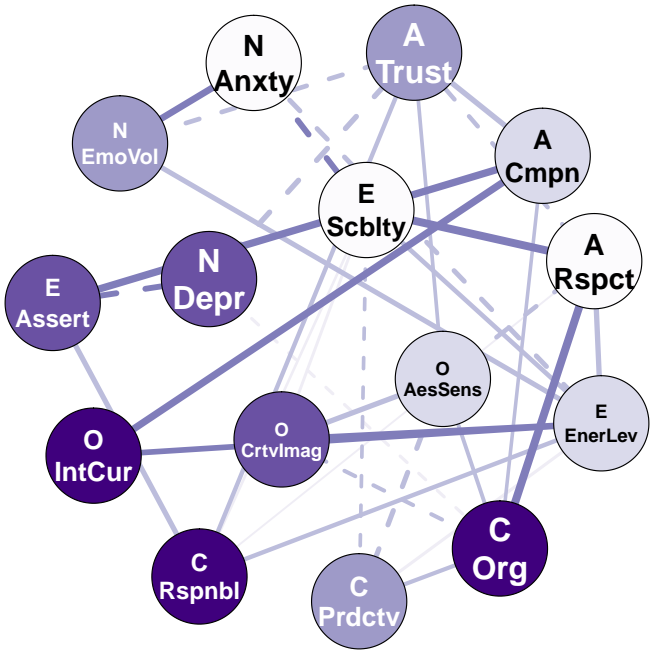 N
Anxty
A
Trust
N
EmoVol
A
Cmpn
E
Scblty
A
Rspct
N
Depr
E
Assert
O
AesSens
E
EnerLev
O
CrtvImag
O
IntCur
C
Org
C
Rspnbl
C
Prdctv